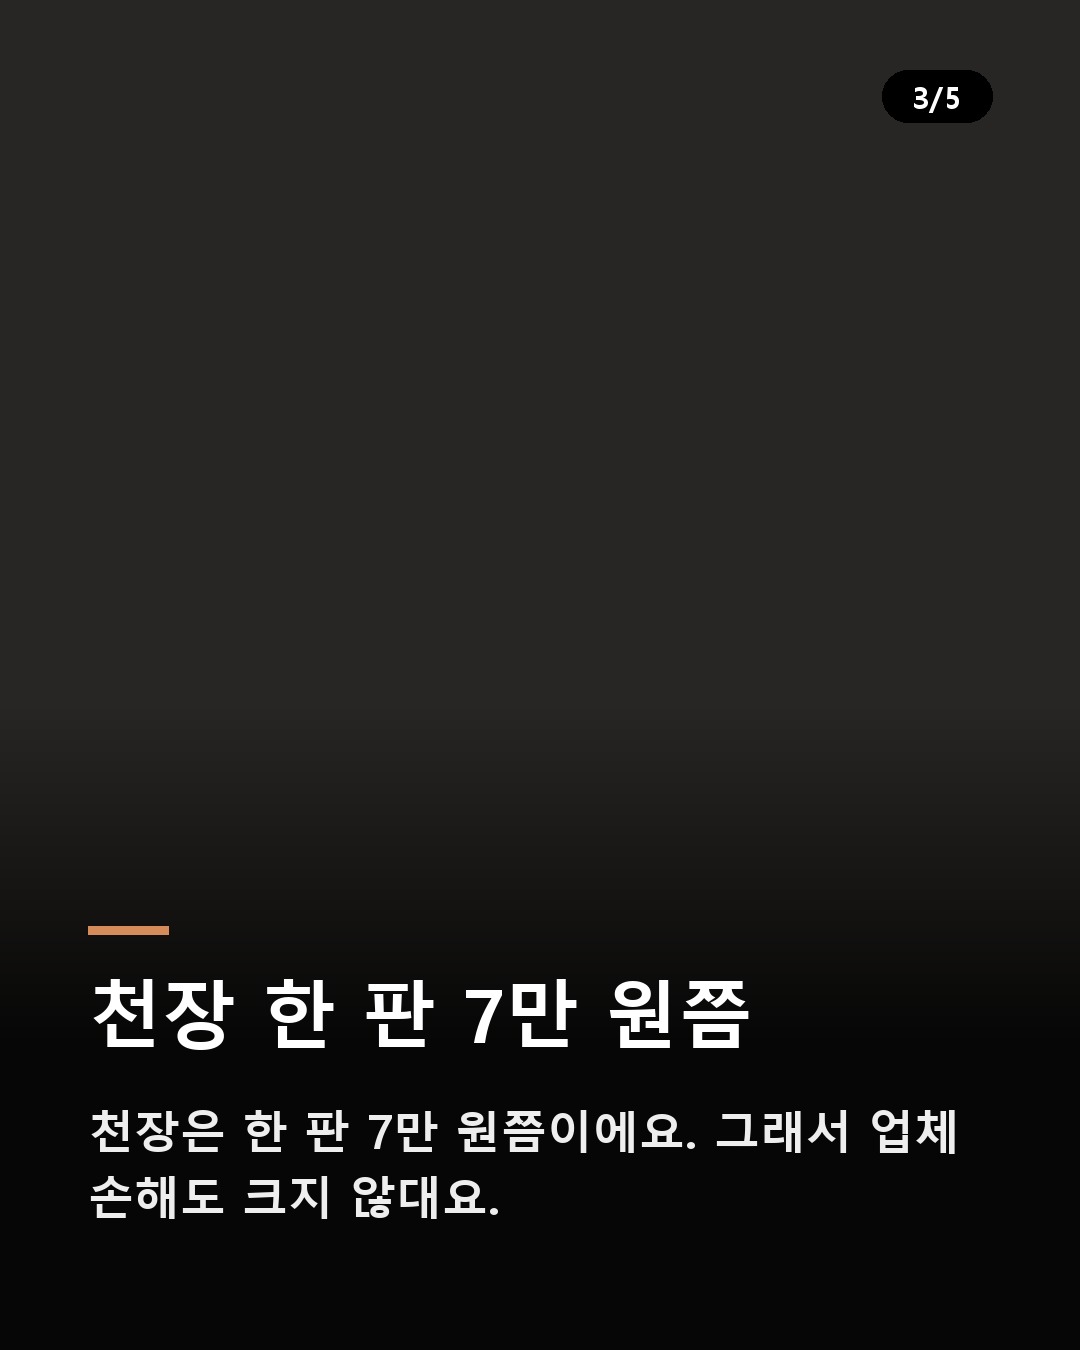 3/5
천장 한 판 7만 원쯤
천장은 한 판 7만 원쯤이에요. 그래서 업체
손해도 크지 않대요.